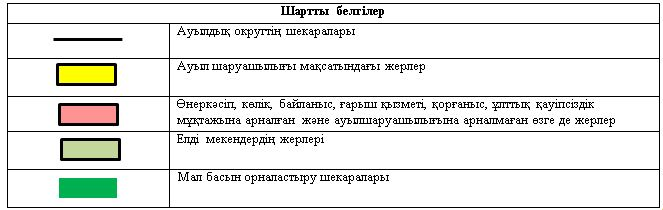 Шартты белгілер
Ауылдық округтің шекаралары
Ауыл шаруашылығы мақсатындағы жерлер
Өнеркәсіп, көлік, байланыс, ғарыш қызметі, қорғаныс, ұлттық қауіпсіздік
мұқтажына арналған және ауылшаруашылығына арналмаған өзге де жерлер
Елді мекендердің жерлері
Мал басын орналастыру шекаралары